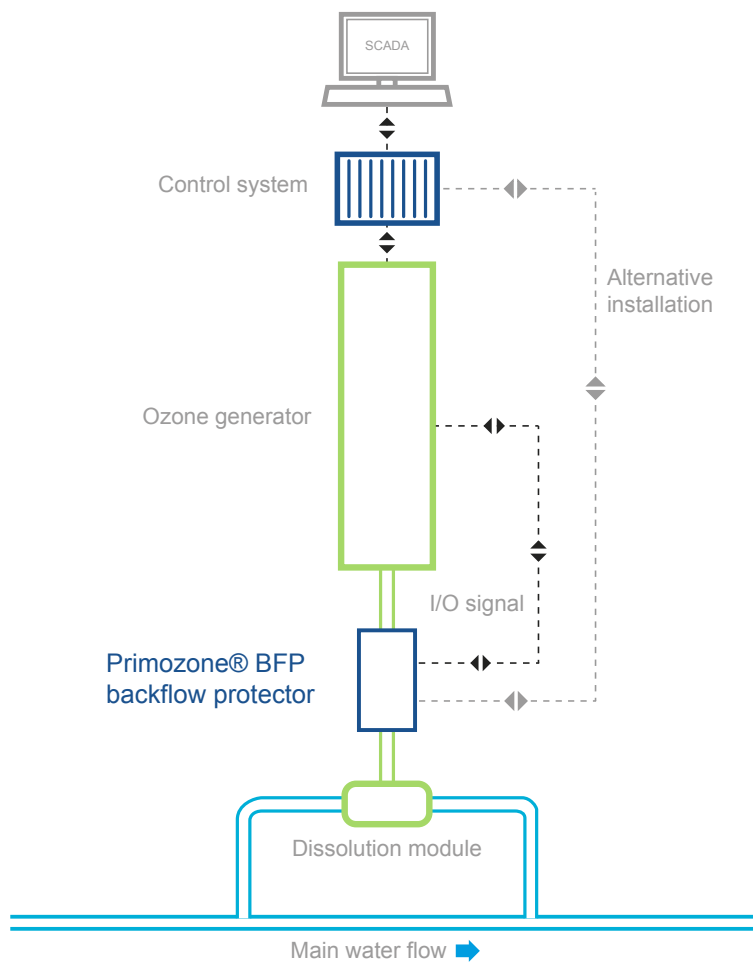 SCADA
Control system
Alternative
installation
Ozone generator
I/O signal
Primozone® BFP
backflow protector
Dissolution module
Main water flow